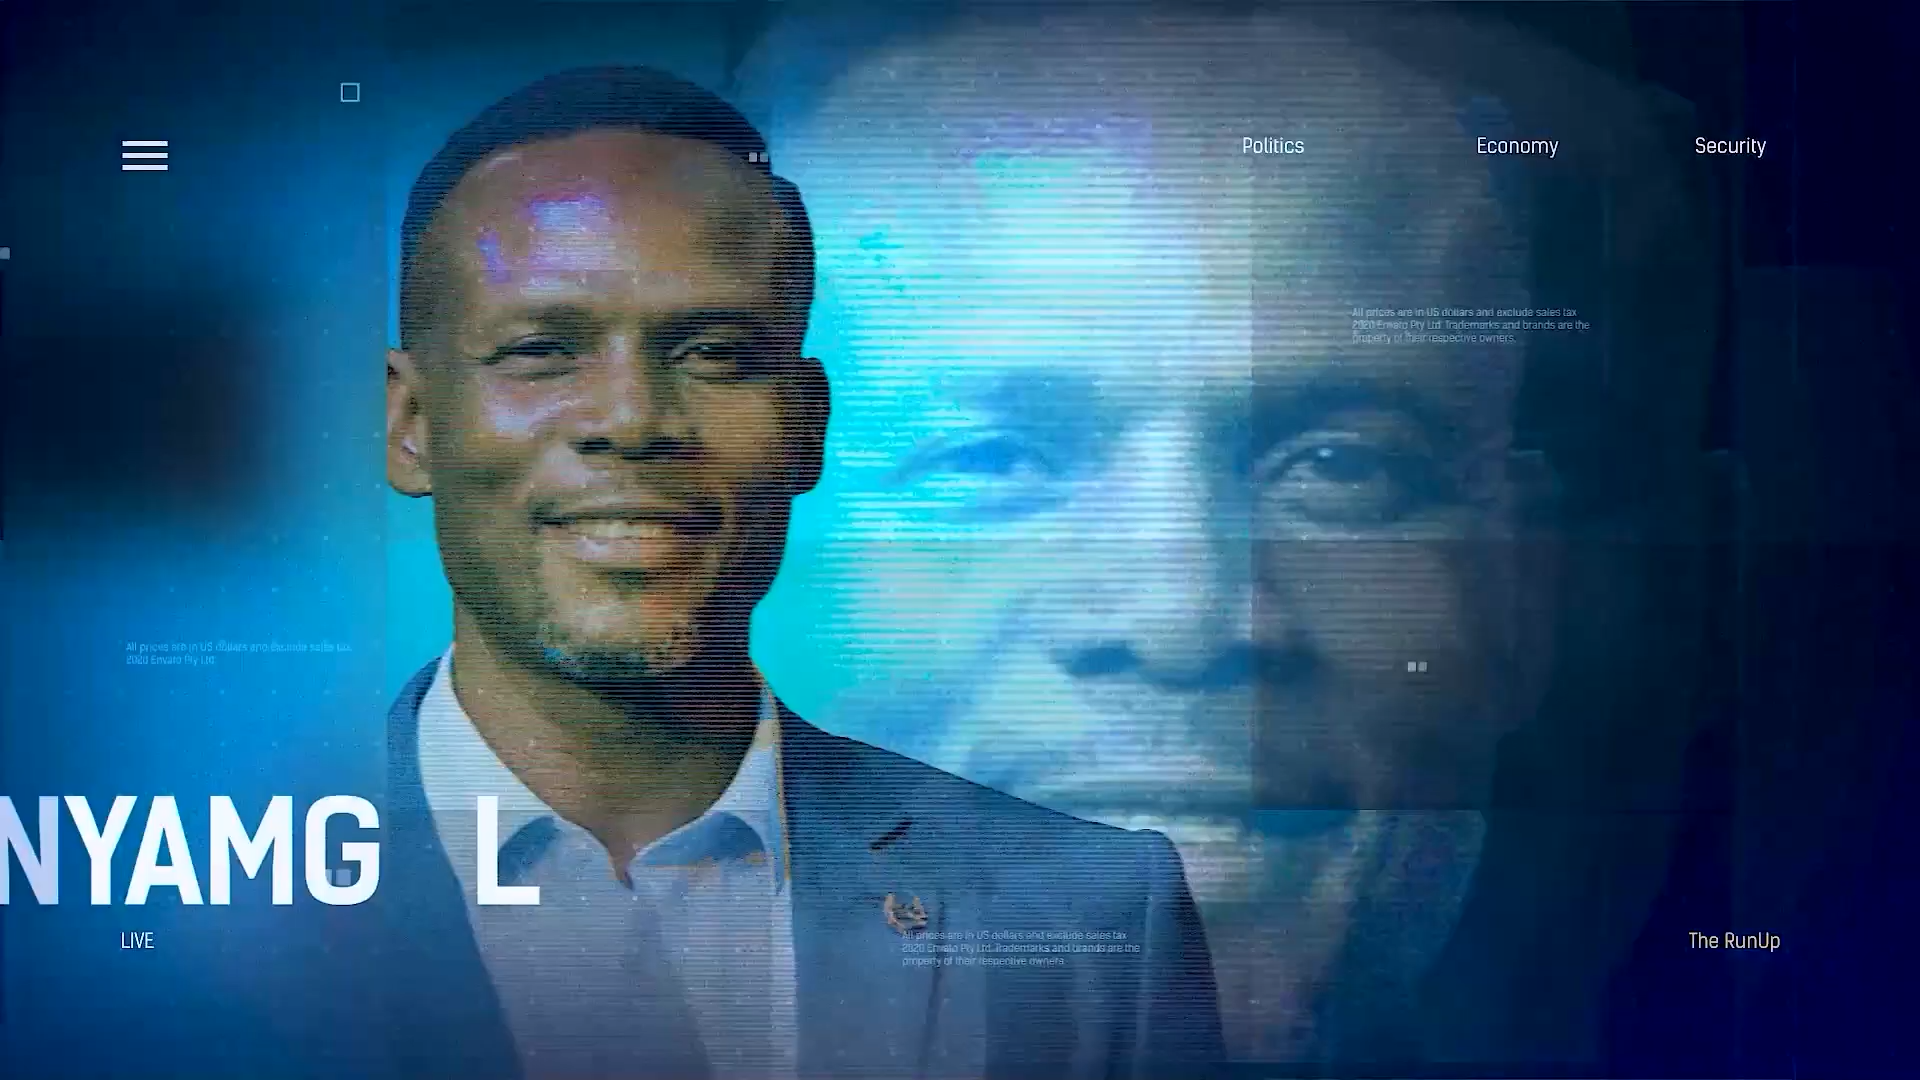 Politics Economy Security
All prices are in US dollars and exclude sales tax
2020 Envato Pty Ltd. Trademarks and brands are the
property of their respective owners.
All prices are in US dollars and exclude sales tax.
2020 Envato Pty Ltd.
NYAMG L
LIVE
All prices are in US dollars and exclude sales tax
2020 Envato Pty Ltd. Trademarks and brands are the
property of their respective owners.
The RunUp